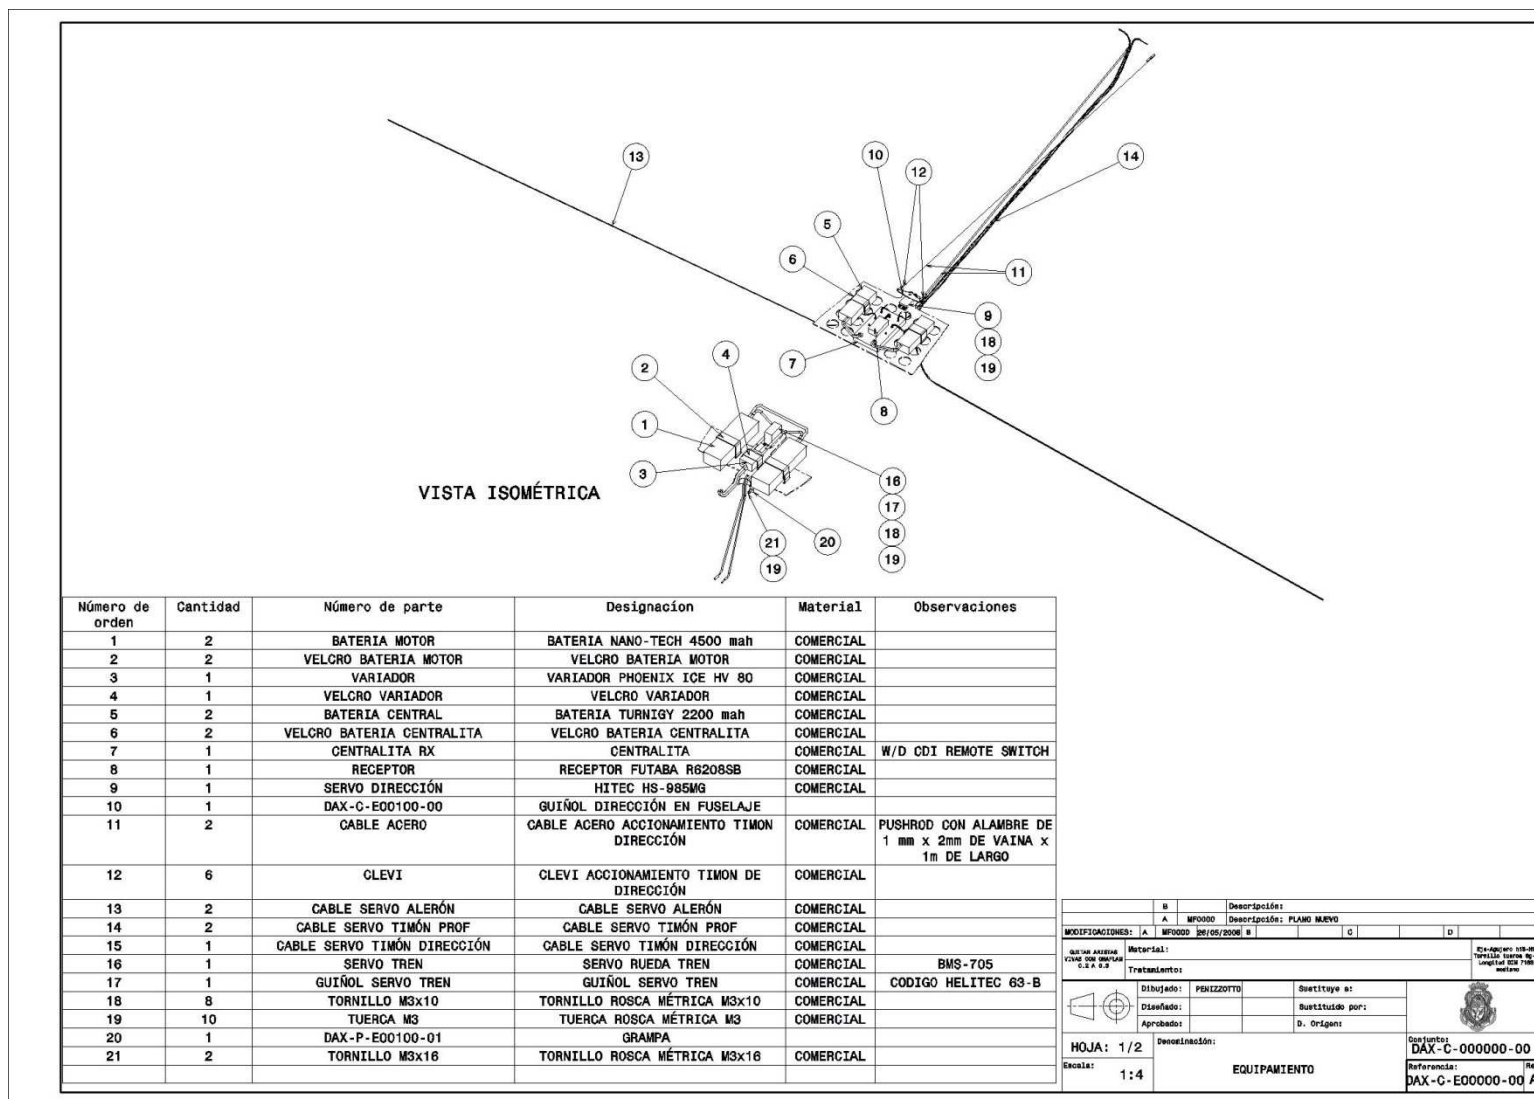 13
10
12
14
5
6
11
9
18
19
7
8
4
2
1
3
VISTA ISOMÉTRICA
16
17
18
19
20
21
19
Número de orden Cantidad Número de parte Designacíon Material Observaciones
1 2 BATERIA MOTOR BATERIA NANO-TECH 4500 mah COMERCIAL
2 2 VELCRO BATERIA MOTOR VELCRO BATERIA MOTOR COMERCIAL
3 1 VARIADOR VARIADOR PHOENIX ICE HV 80 COMERCIAL
4 1 VELCRO VARIADOR VELCRO VARIADOR COMERCIAL
5 2 BATERIA CENTRAL BATERIA TURNIGY 2200 mah COMERCIAL
6 2 VELCRO BATERIA CENTRALITA VELCRO BATERIA CENTRALITA COMERCIAL
7 1 CENTRALITA RX CENTRALITA COMERCIAL W/D CDI REMOTE SWITCH
8 1 RECEPTOR RECEPTOR FUTABA R6208SB COMERCIAL
9 1 SERVO DIRECCIÓN HITEC HS-985MG COMERCIAL
10 1 DAX-C-E00100-00 GUIÑOL DIRECCIÓN EN FUSELAJE
11 2 CABLE ACERO CABLE ACERO ACCIONAMIENTO TIMON DIRECCIÓN COMERCIAL PUSHROD CON ALAMBRE DE 1 mm x 2mm DE VAINA x 1m DE LARGO
12 6 CLEVI CLEVI ACCIONAMIENTO TIMON DE DIRECCIÓN COMERCIAL
13 2 CABLE SERVO ALERÓN CABLE SERVO ALERÓN COMERCIAL
14 2 CABLE SERVO TIMÓN PROF CABLE SERVO TIMÓN PROF COMERCIAL
15 1 CABLE SERVO TIMÓN DIRECCIÓN CABLE SERVO TIMÓN DIRECCIÓN COMERCIAL
16 1 SERVO TREN SERVO RUEDA TREN COMERCIAL BMS-705
17 1 GUIÑOL SERVO TREN GUIÑOL SERVO TREN COMERCIAL CODIGO HELITEC 63-B
18 8 TORNILLO M3x10 TORNILLO ROSCA MÉTRICA M3x10 COMERCIAL
19 10 TUERCA M3 TUERCA ROSCA MÉTRICA M3 COMERCIAL
20 1 DAX-P-E00100-01 GRAMPA
21 2 TORNILLO M3x16 TORNILLO ROSCA MÉTRICA M3x16 COMERCIAL
B Descripción:
A MF0000 Descripción: PLANO NUEVO
MODIFICACIONES: A MF0000 26/05/2008 B C D
QUITAR ARISTAS VIVAS CON
0.2 A 0.3
Material:
Tratamiento:
Dibujado: PENIZZOTTO Sustituye a:
Diseñado: Sustituido por:
Aprobado: D. Origen:
HOJA: 1/2
Denominación:
EQUIPAMIENTO
Escala:
1:4
Conjunto:
DAX-C-000000-00
Referencia:
DAX-C-E00000-00 A